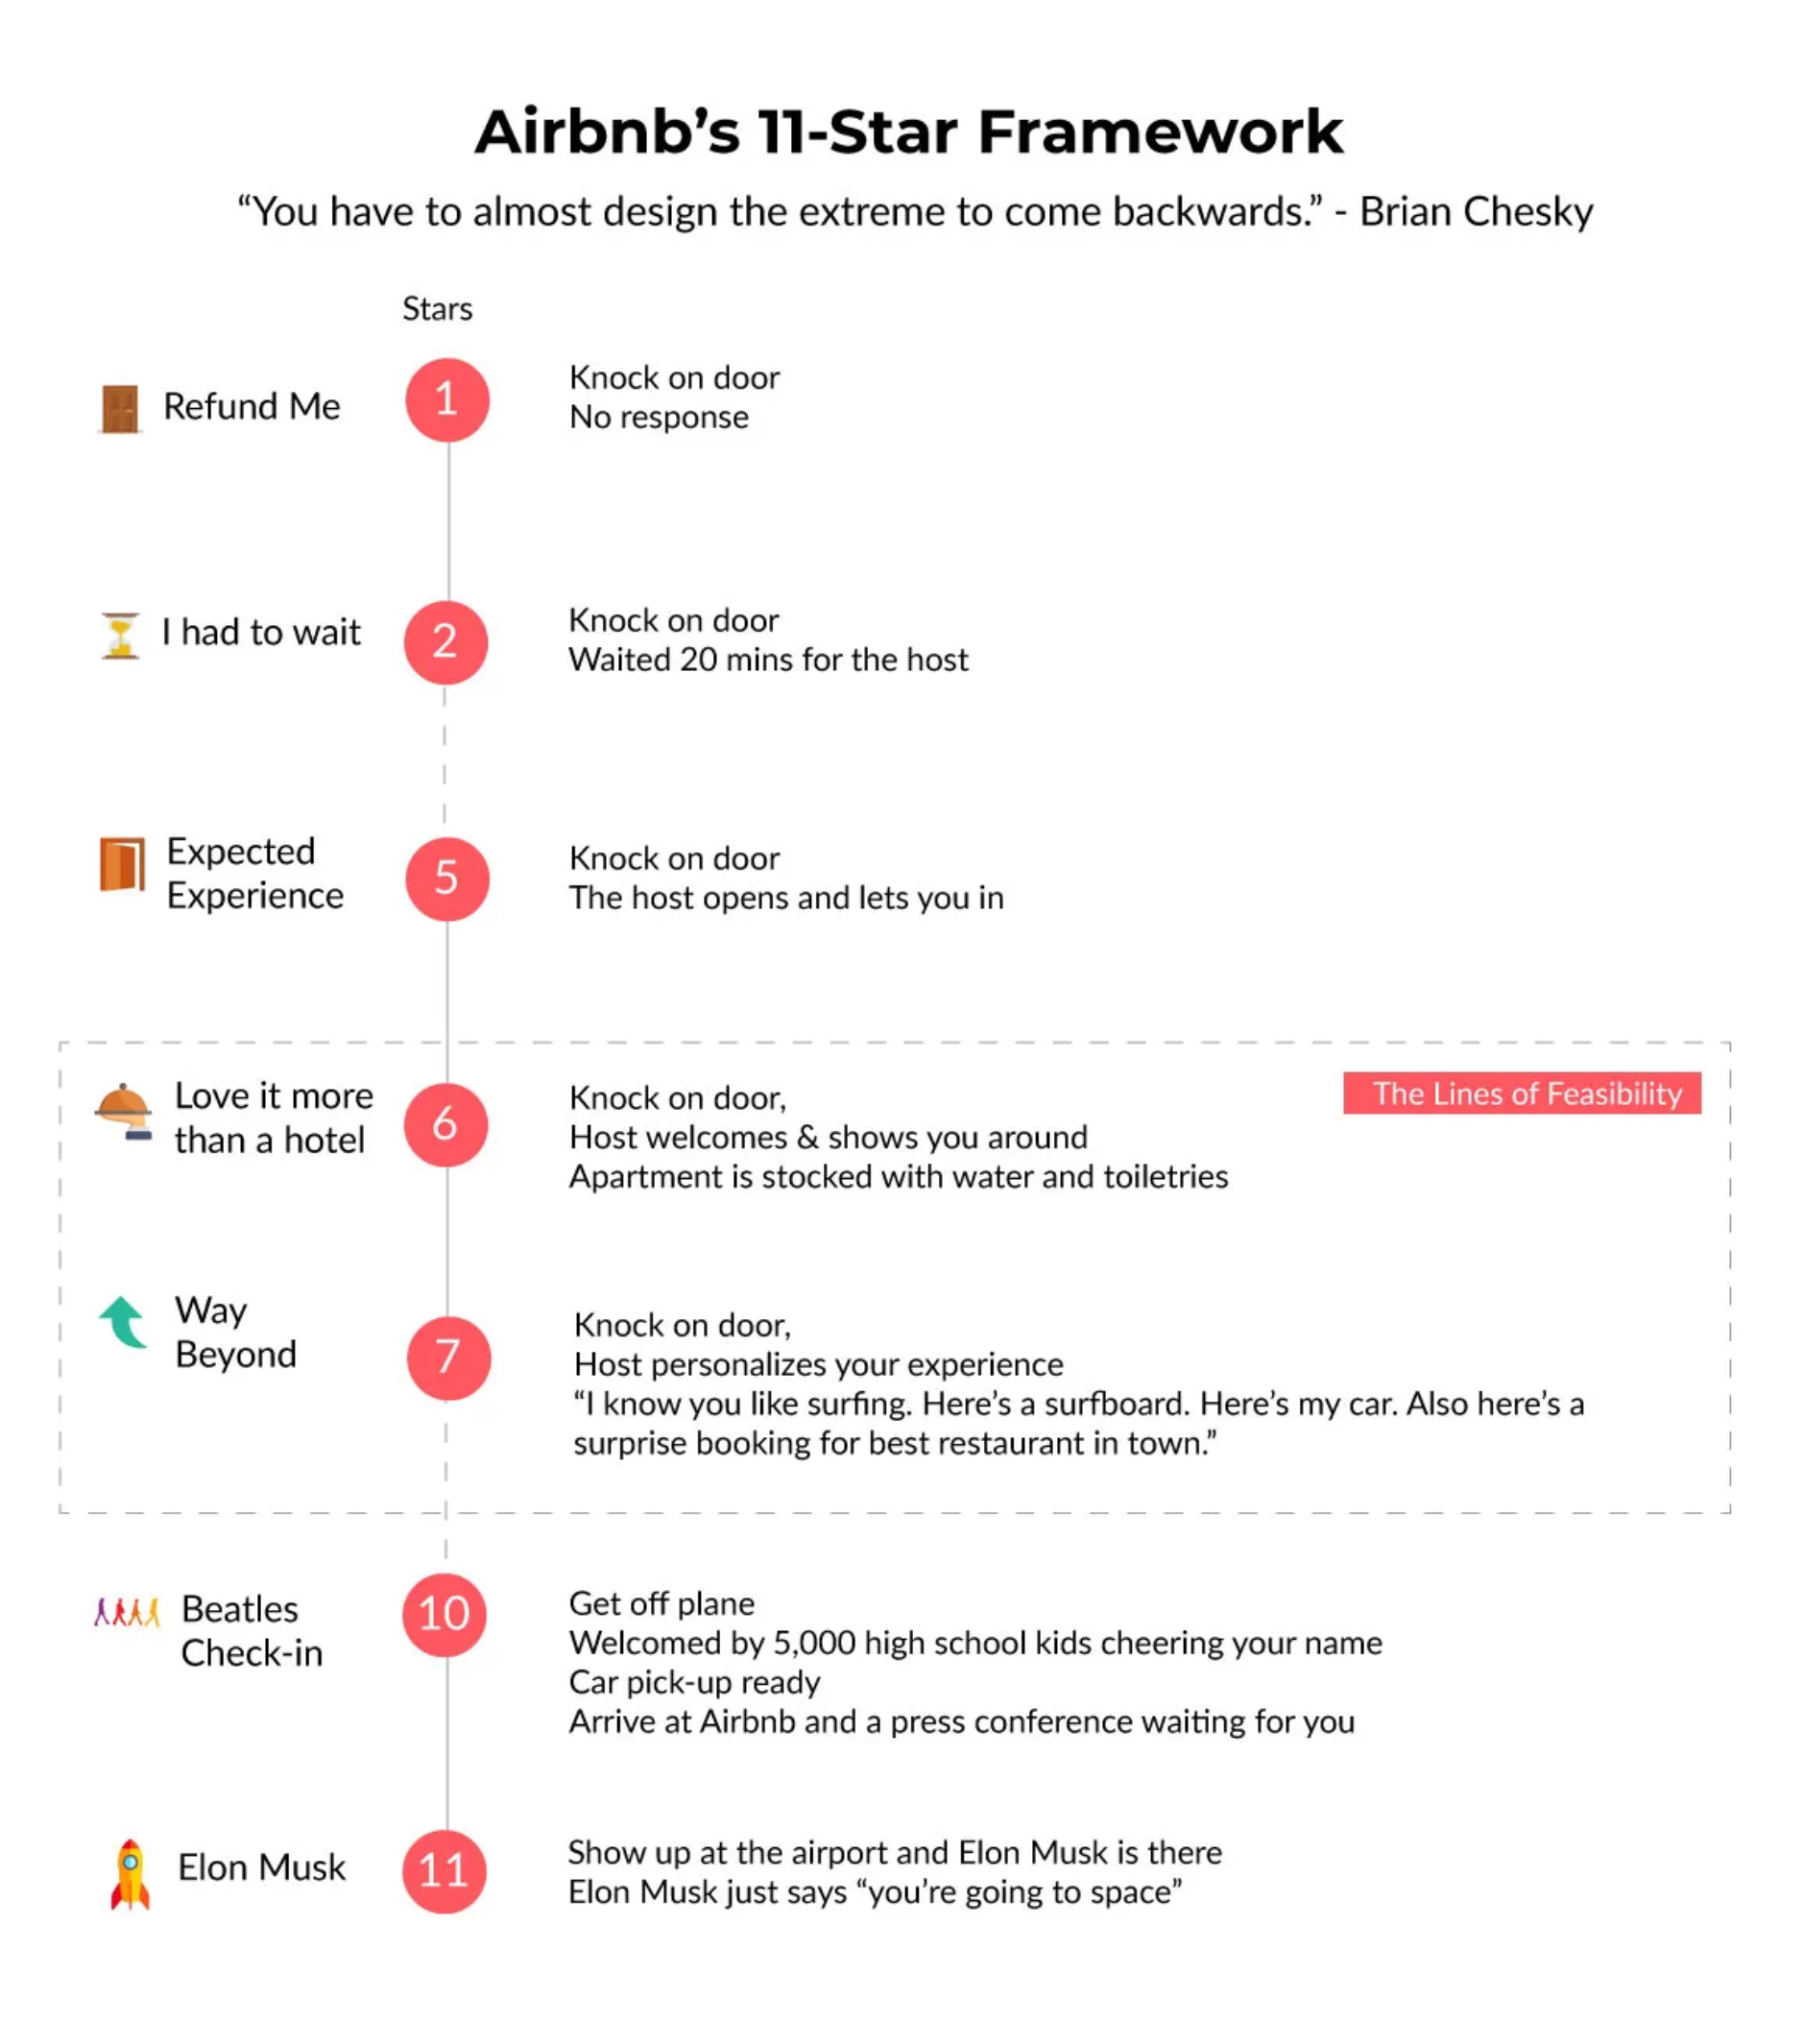 Airbnb’s 11-Star Framework
“You have to almost design the extreme to come backwards.” - Brian Chesky
Stars
Refund Me
1
Knock on door
No response
I had to wait
2
Knock on door
Waited 20 mins for the host
Expected
Experience
5
Knock on door
The host opens and lets you in
The Lines of Feasibility
Love it more
than a hotel
6
Knock on door,
Host welcomes & shows you around
Apartment is stocked with water and toiletries
Way
Beyond
7
Knock on door,
Host personalizes your experience
“I know you like surfing. Here’s a surfboard. Here’s my car. Also here’s a
surprise booking for best restaurant in town.”
Beatles
Check-in
10
Get off plane
Welcomed by 5,000 high school kids cheering your name
Car pick-up ready
Arrive at Airbnb and a press conference waiting for you
Elon Musk
11
Show up at the airport and Elon Musk is there
Elon Musk just says “you’re going to space”